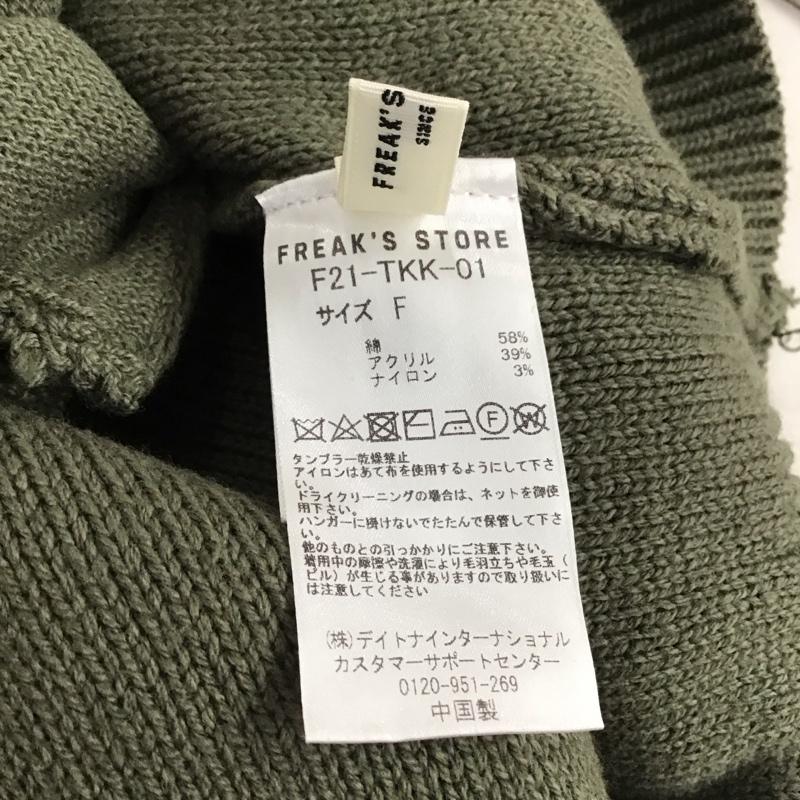 FREAK'S
SINCE
FREAK'S STORE
F21-TKK-01
サイズ F
綿 58%
アクリル 39%
ナイロン 3%
F
W
タンブラー乾燥禁止
アイロンはあて布を使用するようにして下さ
い。
ドライクリーニングの場合は、ネットを御使
用下さい。
ハンガーに掛けないでたたんで保管して下さ
い。
他のものとの引っかかりにご注意下さい。
着用中の摩擦や洗濯により毛羽立ちや毛玉（
ピル）が生じる事がありますので取り扱いに
は注意してください
(株)デイトナインターナショナル
カスタマーサポートセンター
0120-951-269
中国製